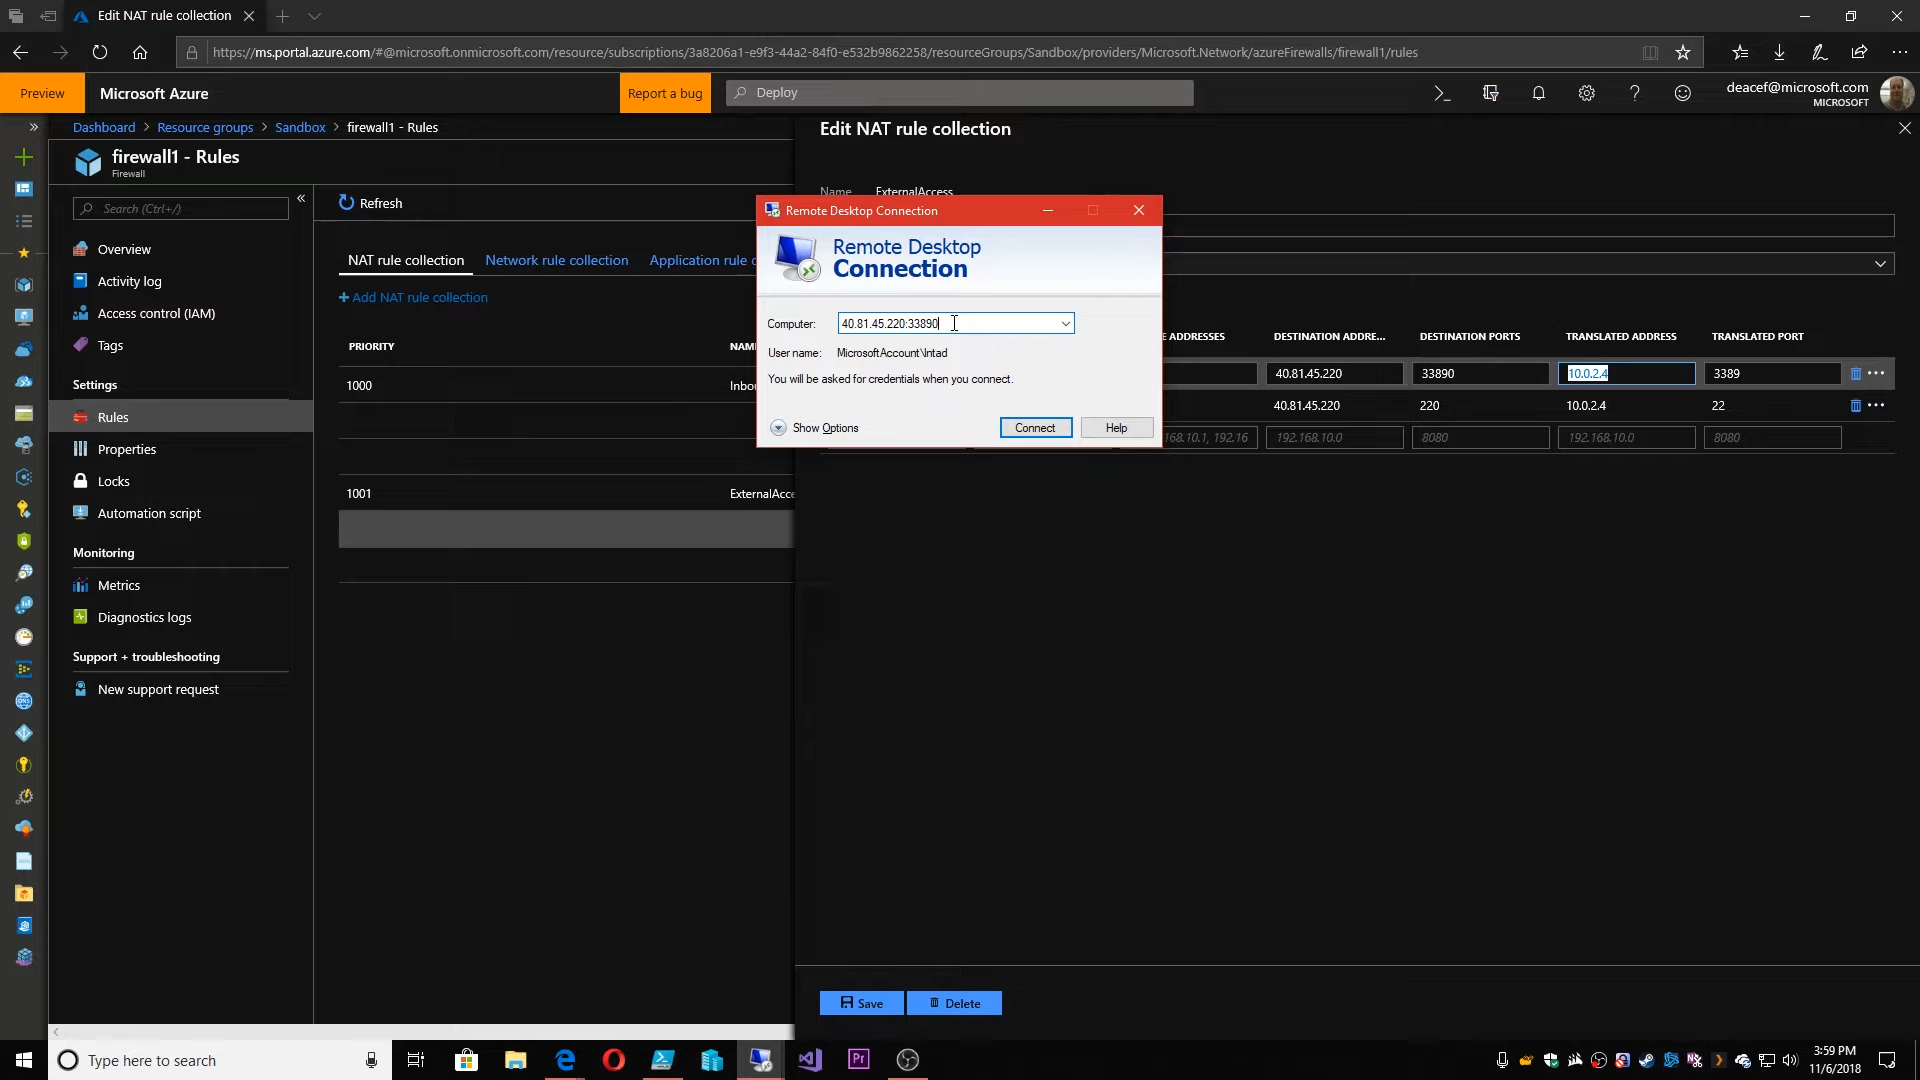 Edit NAT rule collection
https://ms.portal.azure.com/#@microsoft.onmicrosoft.com/resource/subscriptions/3a8206a1-e9f3-44a2-84f0-e532b9862258/resourceGroups/Sandbox/providers/Microsoft.Network/azureFirewalls/firewall1/rules
Preview
Microsoft Azure
Report a bug
Deploy
deacef@microsoft.com
MICROSOFT
Dashboard
Resource groups
Sandbox
firewall1 - Rules
firewall1 - Rules
Firewall
Search (Ctrl+/)
Overview
Activity log
Access control (IAM)
Tags
Settings
Rules
Properties
Locks
Automation script
Monitoring
Metrics
Diagnostics logs
Support + troubleshooting
New support request
Refresh
NAT rule collection
Network rule collection
Application rule c
+ Add NAT rule collection
PRIORITY
NAM
1000
Inbo
1001
ExternalAcce
Edit NAT rule collection
Name
ExternalAccess
Remote Desktop Connection
Remote Desktop
Connection
Computer:
40.81.45.220:33890
User name:
MicrosoftAccount\ntad
You will be asked for credentials when you connect.
Show Options
Connect
Help
ADDRESSES
DESTINATION ADDRE...
DESTINATION PORTS
TRANSLATED ADDRESS
TRANSLATED PORT
40.81.45.220
33890
10.0.2.4
3389
40.81.45.220
220
10.0.2.4
22
.168.10.1, 192.16
192.168.10.0
8080
192.168.10.0
8080
Save
Delete
Type here to search
3:59 PM
11/6/2018